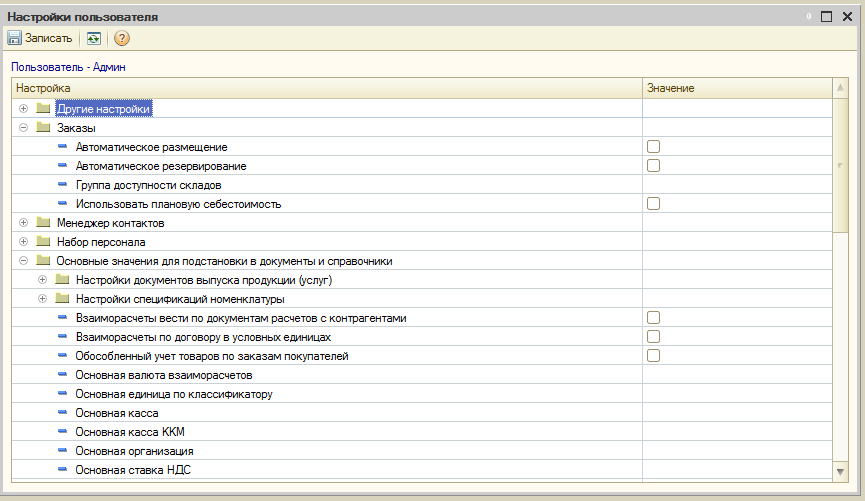 Настройки пользователя
Записать ?
Пользователь - Админ
Настройка Значение
Другие настройки
Заказы
Автоматическое размещение
Автоматическое резервирование
Группа доступности складов
Использовать плановую себестоимость
Менеджер контактов
Набор персонала
Основные значения для подстановки в документы и справочники
Настройки документов выпуска продукции (услуг)
Настройки спецификаций номенклатуры
Взаиморасчеты вести по документам расчетов с контрагентами
Взаиморасчеты по договору в условных единицах
Обособленный учет товаров по заказам покупателей
Основная валюта взаиморасчетов
Основная единица по классификатору
Основная касса
Основная касса ККМ
Основная организация
Основная ставка НДС